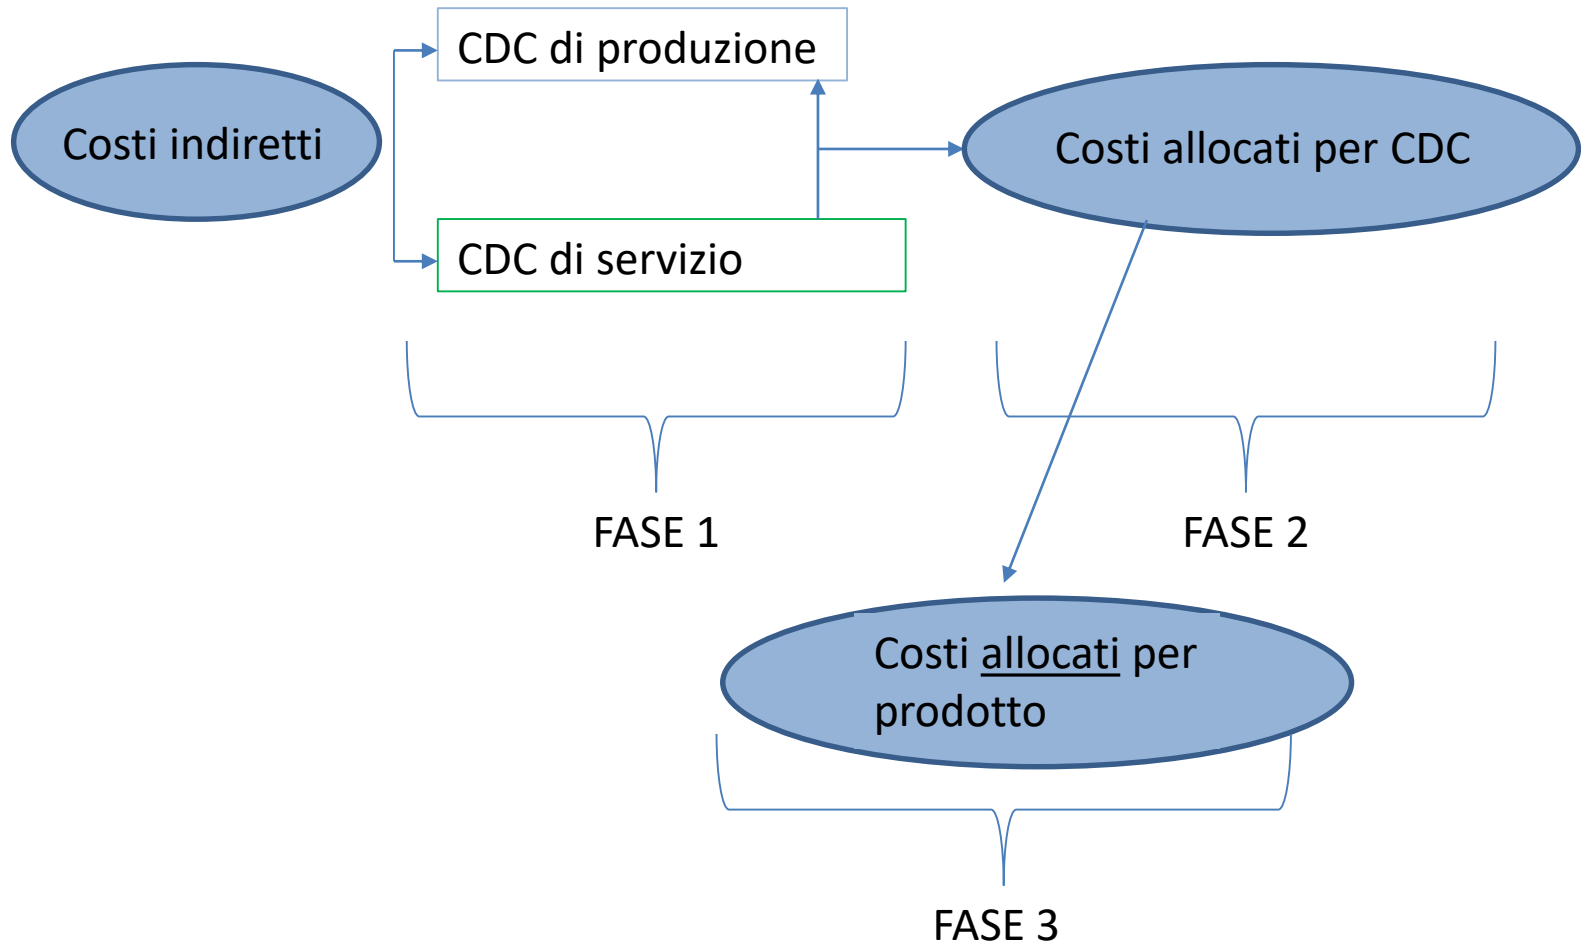 CDC di produzione
Costi indiretti
Costi allocati per CDC
CDC di servizio
FASE 1
FASE 2
Costi allocati per
prodotto
FASE 3